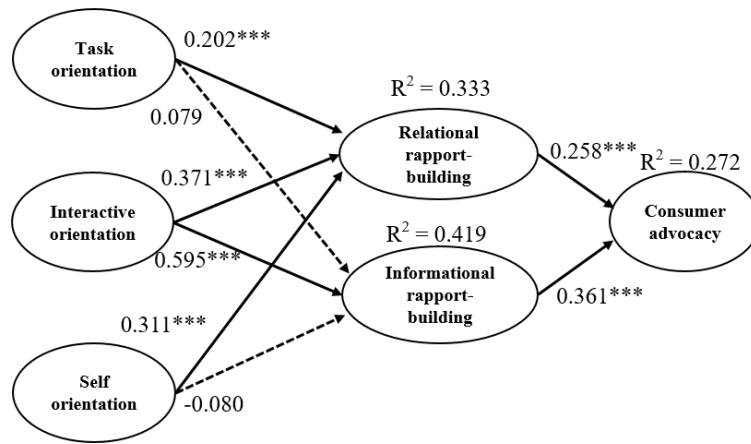 Task
orientation
0.202***
0.079
Interactive
orientation
0.371***
0.595***
Self
orientation
0.311***
-0.080
R² = 0.333
Relational
rapport-
building
R² = 0.419
Informational
rapport-
building
0.258***
0.361***
R² = 0.272
Consumer
advocacy